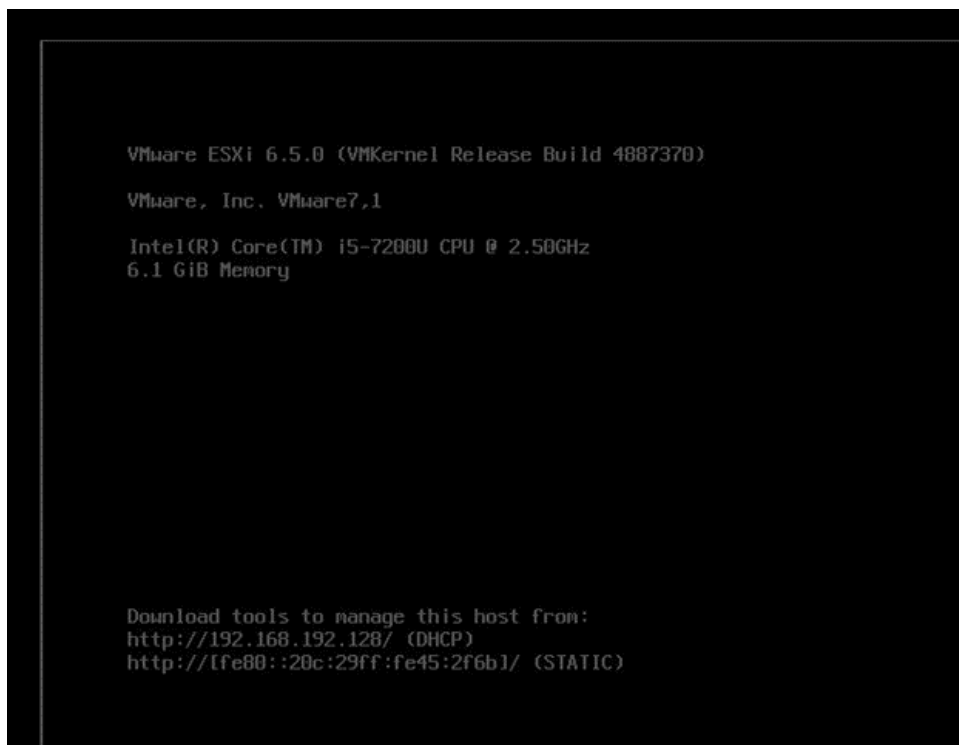 VMware ESXi 6.5.0 (VMKernel Release Build 4887370)
VMware, Inc. VMware7,1
Intel(R) Core(TM) i5-7200U CPU @ 2.50GHz
6.1 GiB Memory
Download tools to manage this host from:
http://192.168.192.128/ (DHCP)
http://[fe80::20c:29ff:fe45:2f6b]/ (STATIC)